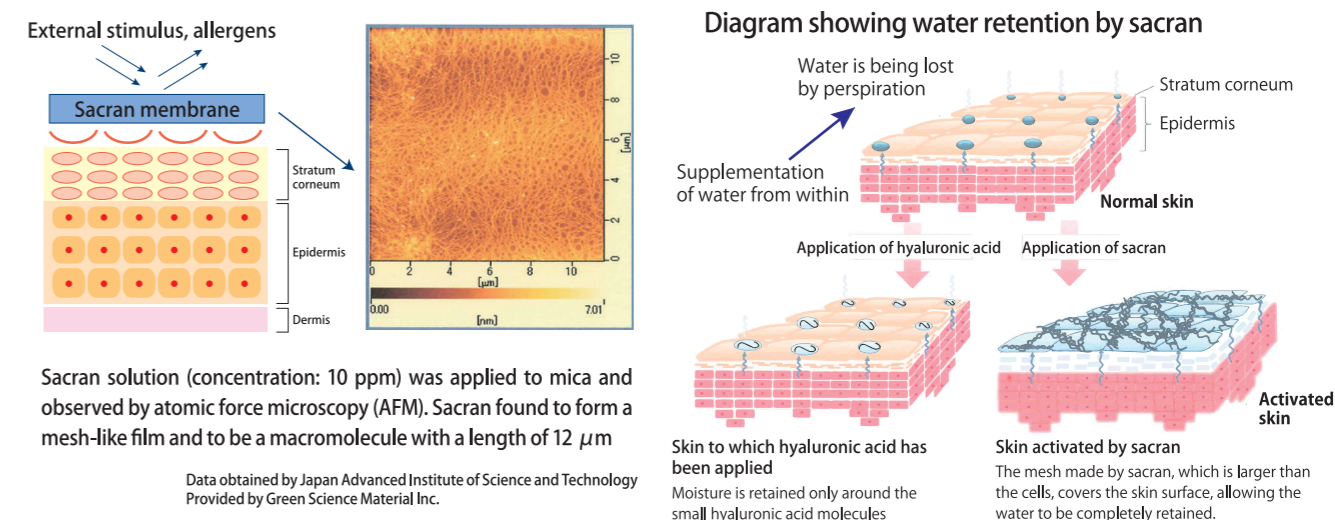 External stimulus, allergens
Sacran membrane
Stratum
corneum
Epidermis
Dermis
10
8
6
4
2
0
[μm]
0
2
4
6
8
10
[μm]
0.00
7.01
[nm]
Sacran solution (concentration: 10 ppm) was applied to mica and
observed by atomic force microscopy (AFM). Sacran found to form a
mesh-like film and to be a macromolecule with a length of 12 μm
Data obtained by Japan Advanced Institute of Science and Technology
Provided by Green Science Material Inc.
Diagram showing water retention by sacran
Water is being lost
by perspiration
Supplementation
of water from within
Stratum corneum
Epidermis
Normal skin
Application of hyaluronic acid
Application of sacran
Activated
skin
Skin to which hyaluronic acid has
been applied
Moisture is retained only around the
small hyaluronic acid molecules
Skin activated by sacran
The mesh made by sacran, which is larger than
the cells, covers the skin surface, allowing the
water to be completely retained.